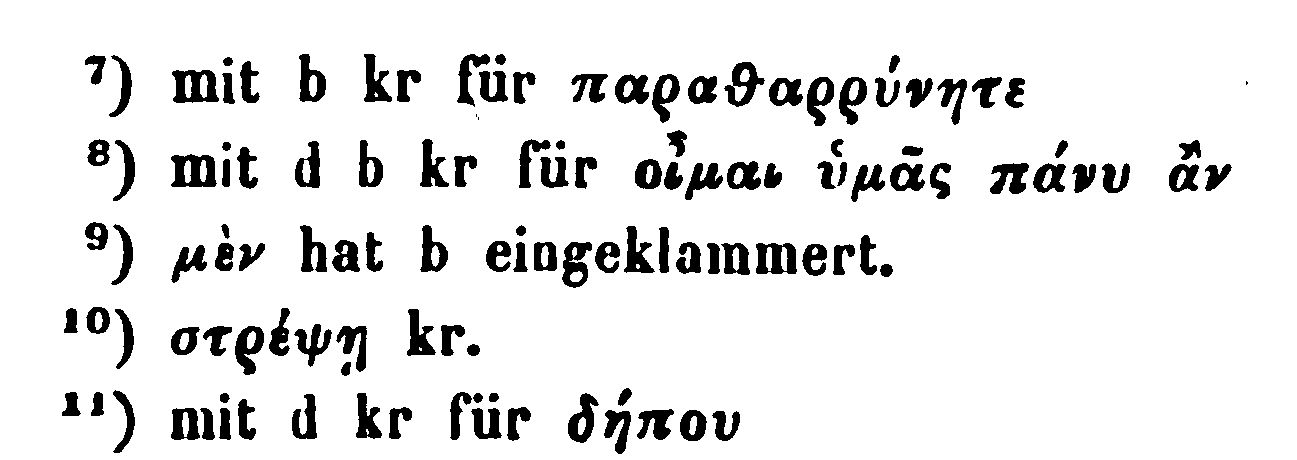 ⁷) mit b kr für παραθαρρύνητε
⁸) mit d b kr für οἶμαι ὑμᾶς πάνυ ἂν
⁹) μὲν hat b eingeklammert.
¹⁰) στρέψῃ kr.
¹¹) mit d kr für δήπου